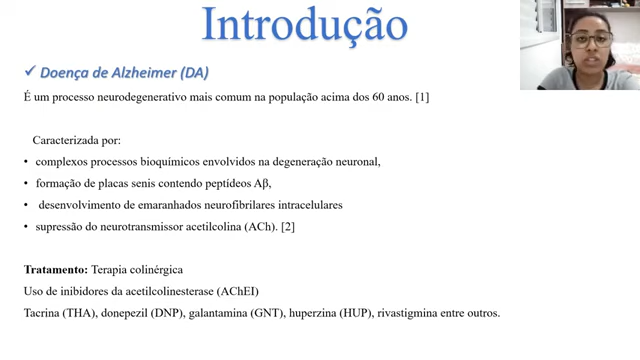 Introdução
✓ Doença de Alzheimer (DA)
É um processo neurodegenerativo mais comum na população acima dos 60 anos. [1]
Caracterizada por:
• complexos processos bioquímicos envolvidos na degeneração neuronal,
• formação de placas senis contendo peptídeos Aβ,
• desenvolvimento de emaranhados neurofibrilares intracelulares
• supressão do neurotransmissor acetilcolina (ACh). [2]
Tratamento: Terapia colinérgica
Uso de inibidores da acetilcolinesterase (AChEI)
Tacrina (THA), donepezil (DNP), galantamina (GNT), huperzina (HUP), rivastigmina entre outros.